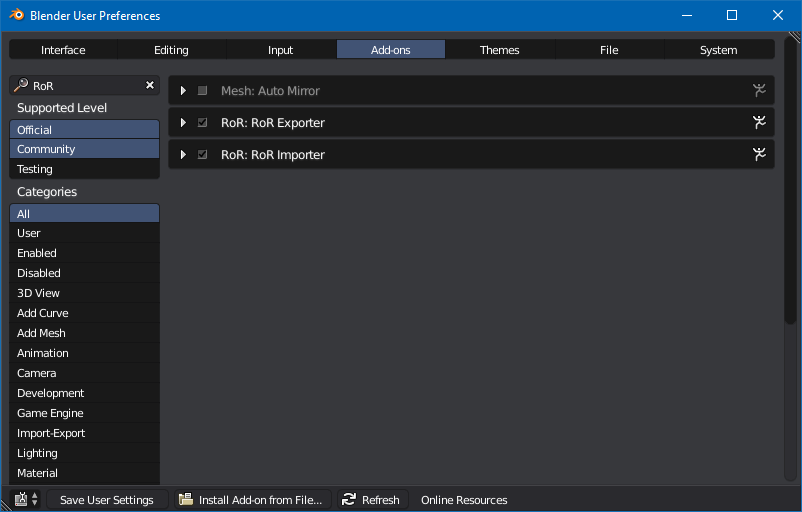 Blender User Preferences
Interface Editing Input Add-ons Themes File System
RoR
Supported Level
Official
Community
Testing
Categories
All
User
Enabled
Disabled
3D View
Add Curve
Add Mesh
Animation
Camera
Development
Game Engine
Import-Export
Lighting
Material
Mesh: Auto Mirror
RoR: RoR Exporter
RoR: RoR Importer
Save User Settings Install Add-on from File... Refresh Online Resources